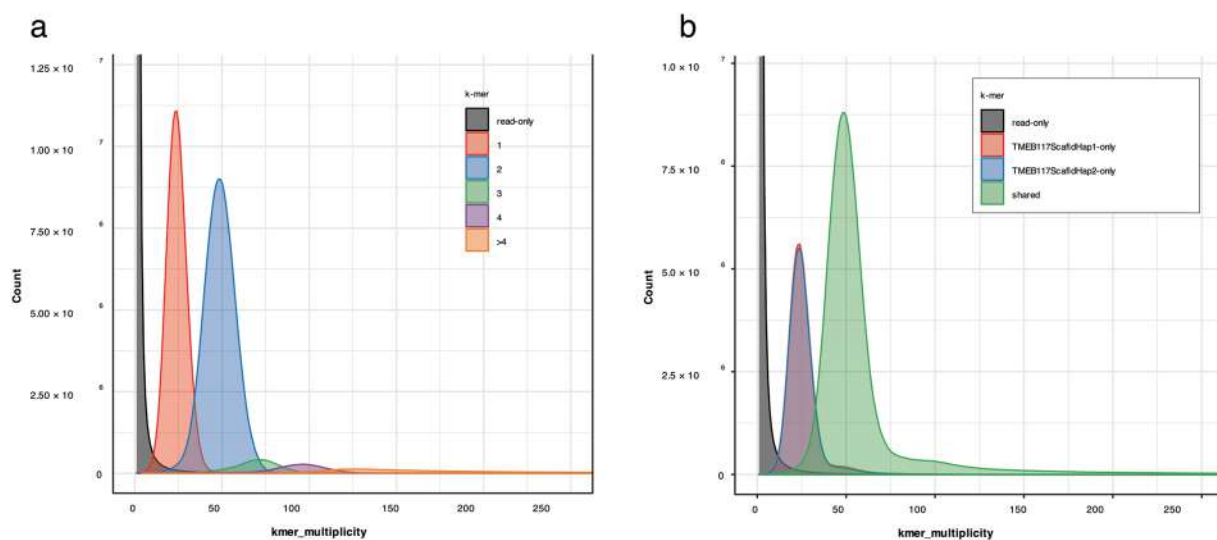 a
1.25 × 10 7
1.00 × 10 7
7.50 × 10 6
5.00 × 10 6
2.50 × 10 6
0
Count
0 50 100 150 200 250
kmer_multiplicity
k-mer
read-only
1
2
3
4
>4
b
1.0 × 10 7
7.5 × 10 6
5.0 × 10 6
2.5 × 10 6
0
Count
0 50 100 150 200 250
kmer_multiplicity
k-mer
read-only
TMEB117ScafldHap1-only
TMEB117ScafldHap2-only
shared